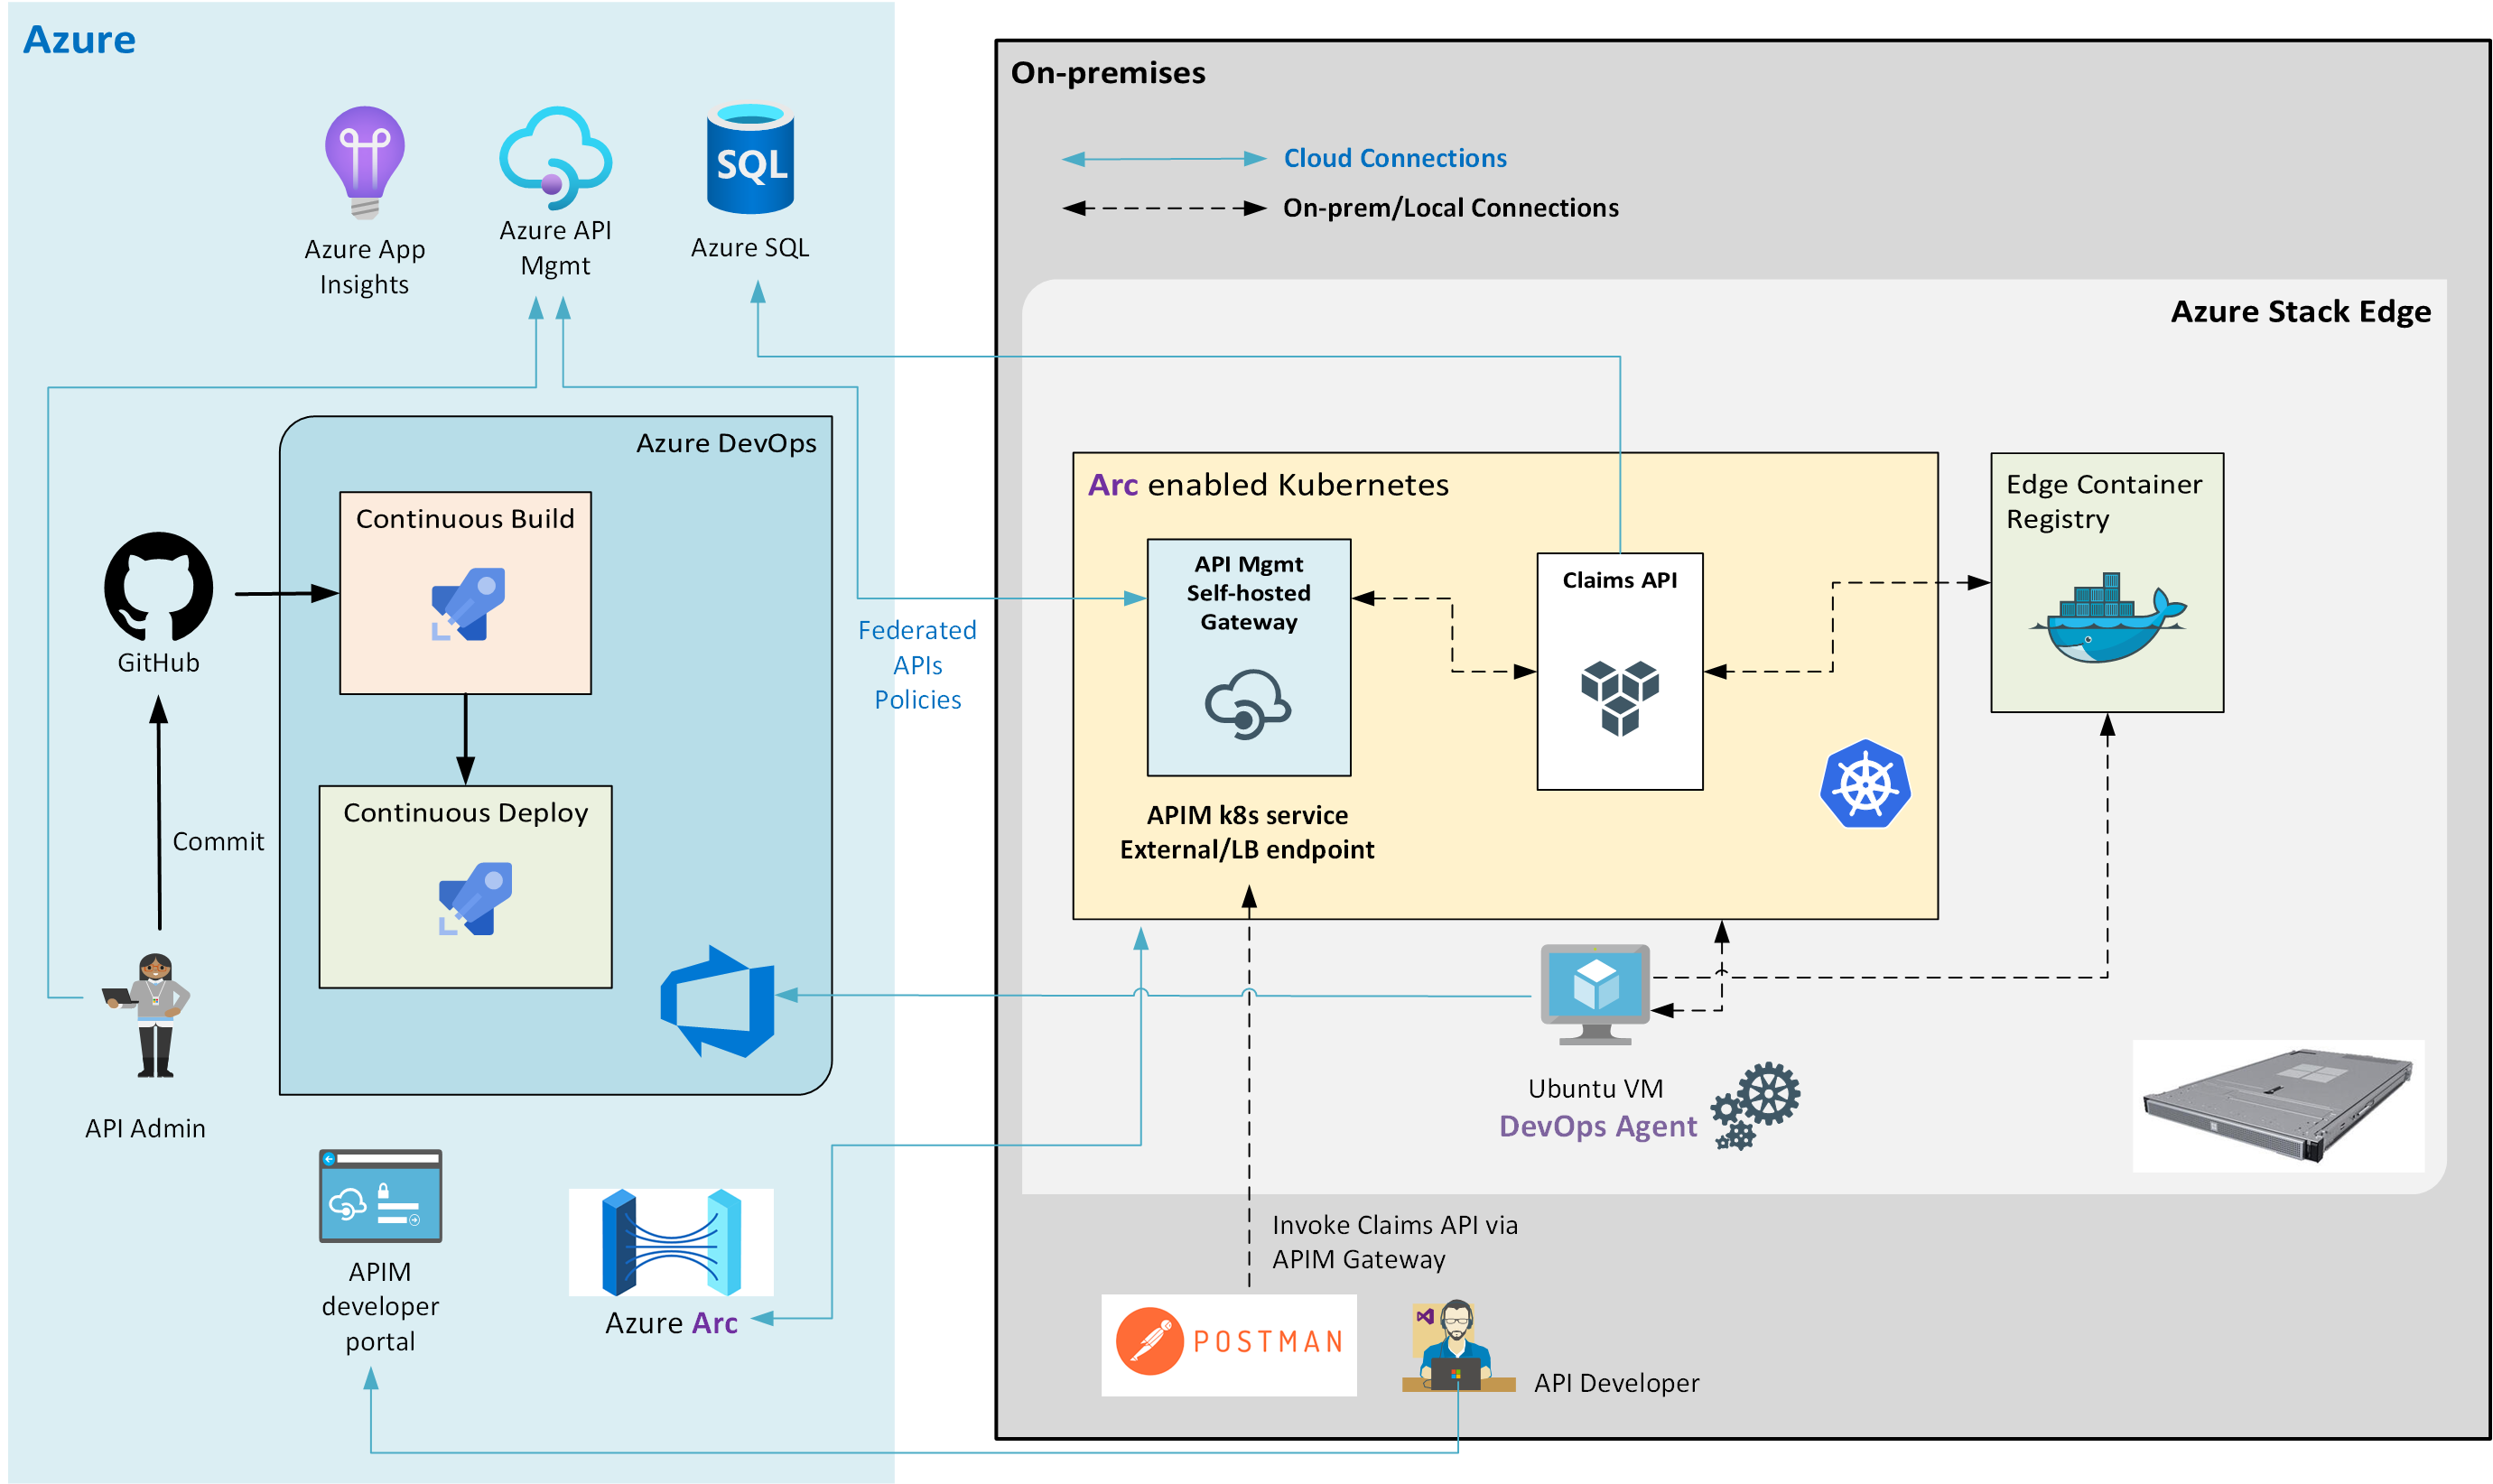 Azure
Azure App
Insights
Azure API
Mgmt
SQL
Azure SQL
Azure DevOps
Continuous Build
Continuous Deploy
GitHub
Commit
API Admin
APIM
developer
portal
Azure Arc
Federated
APIs
Policies
On-premises
Cloud Connections
On-prem/Local Connections
Azure Stack Edge
Arc enabled Kubernetes
API Mgmt
Self-hosted
Gateway
Claims API
APIM k8s service
External/LB endpoint
Edge Container
Registry
Ubuntu VM
DevOps Agent
Invoke Claims API via
APIM Gateway
POSTMAN
API Developer